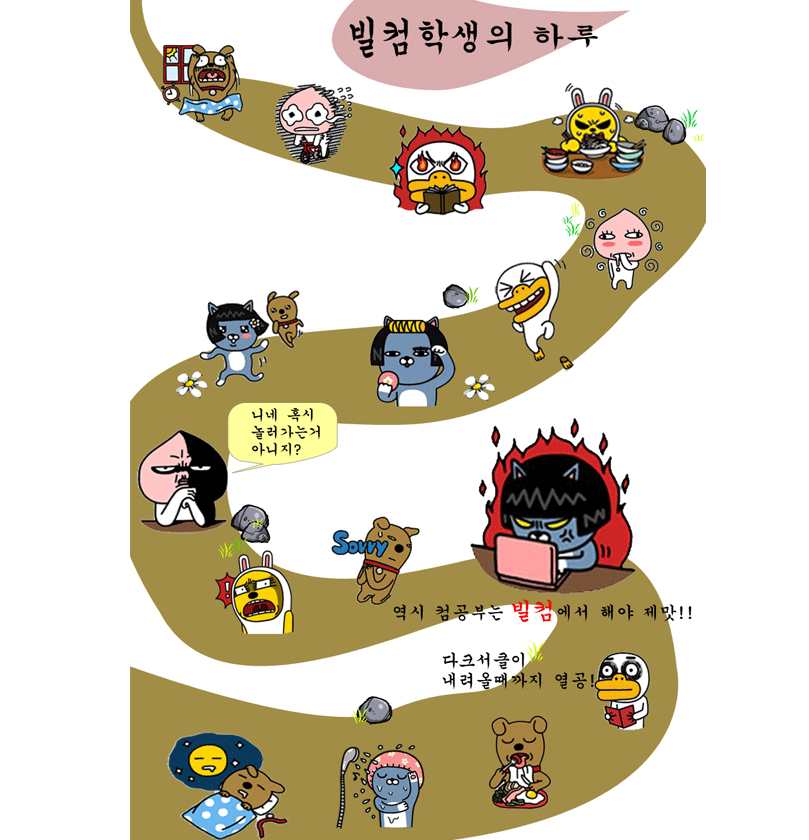 빌컴학생의 하루
니네 혹시
놀러가는거
아니지?
Sorry
역시 컴공부는 빌컴에서 해야 제맛!!
다크서클이
내려올때까지 열공!